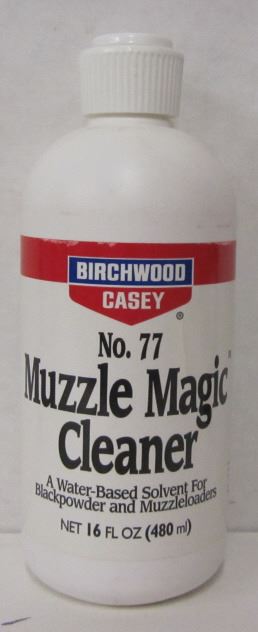 BIRCHWOOD
CASEY
®
No. 77
Muzzle Magic™
Cleaner
A Water-Based Solvent For
Blackpowder and Muzzleloaders
NET 16 FL OZ (480 ml)